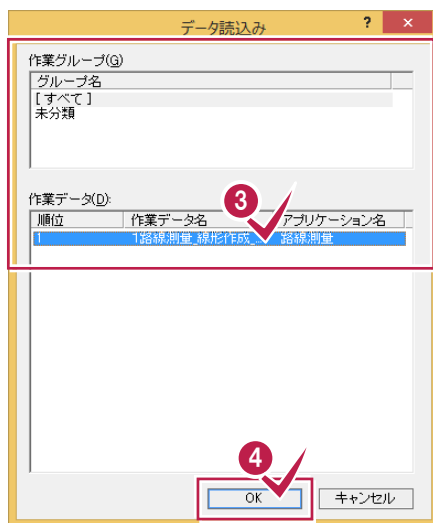 データ読込み ? ×
作業グループ(G)
グループ名
[すべて]
未分類
作業データ(D):
3
順位 作業データ名 アプリケーション名
1 1路線測量_線形作成_... 路線測量
4
OK キャンセル